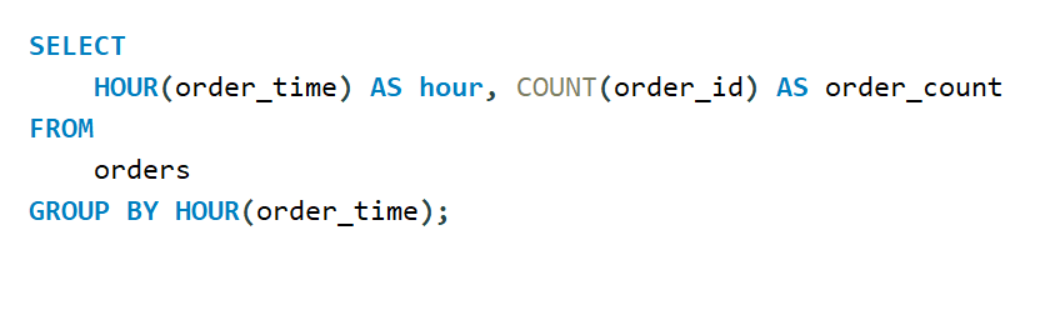 SELECT
    HOUR(order_time) AS hour, COUNT(order_id) AS order_count
FROM
    orders
GROUP BY HOUR(order_time);